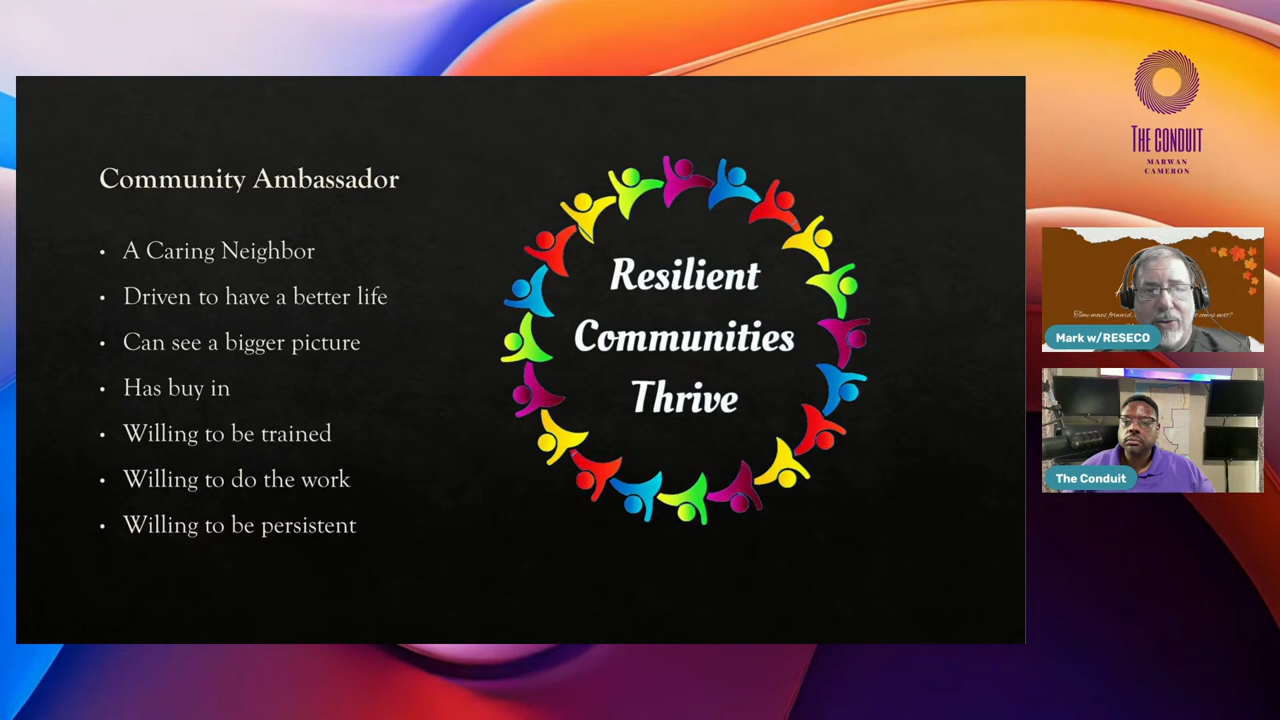 Community Ambassador
• A Caring Neighbor
• Driven to have a better life
• Can see a bigger picture
• Has buy in
• Willing to be trained
• Willing to do the work
• Willing to be persistent
Resilient
Communities
Thrive
THE CONDUIT
MARWAN
CAMERON
Mark w/RESECO
The Conduit